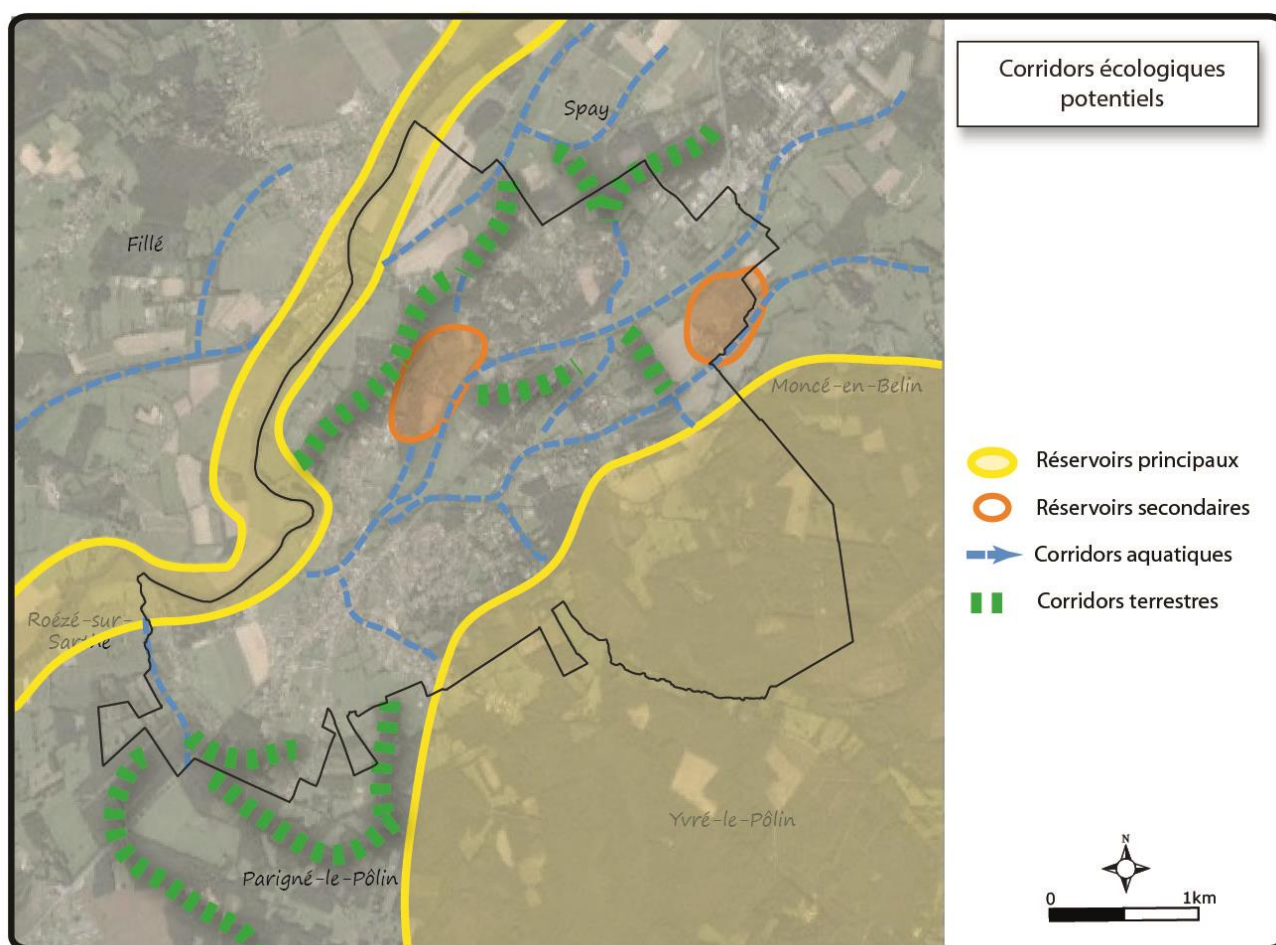 Corridors écologiques
potentiels
Spay
Fillé
Moncé-en-Belin
Réservoirs principaux
Réservoirs secondaires
Corridors aquatiques
Corridors terrestres
Roézé-sur-
Sarthe
Yvré-le-Pôlin
Parigné-le-Pôlin
N
0 1km